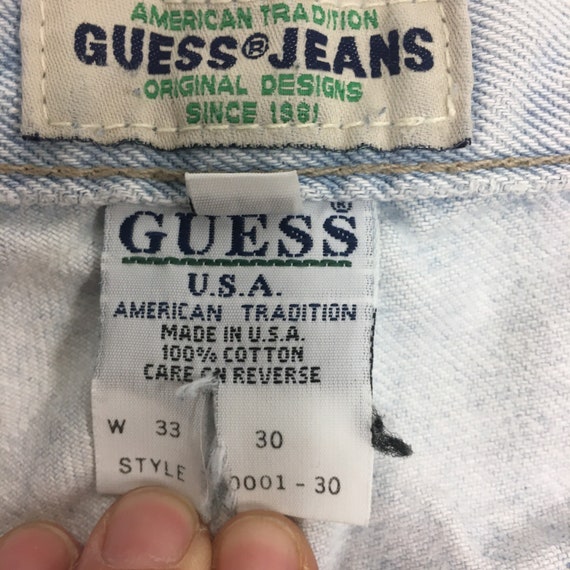 AMERICAN TRADITION
GUESS® JEANS
ORIGINAL DESIGNS
SINCE 1981
GUESS®
U.S.A.
AMERICAN TRADITION
MADE IN U.S.A.
100% COTTON
CARE ON REVERSE
W 33 30
STYLE 0001 - 30